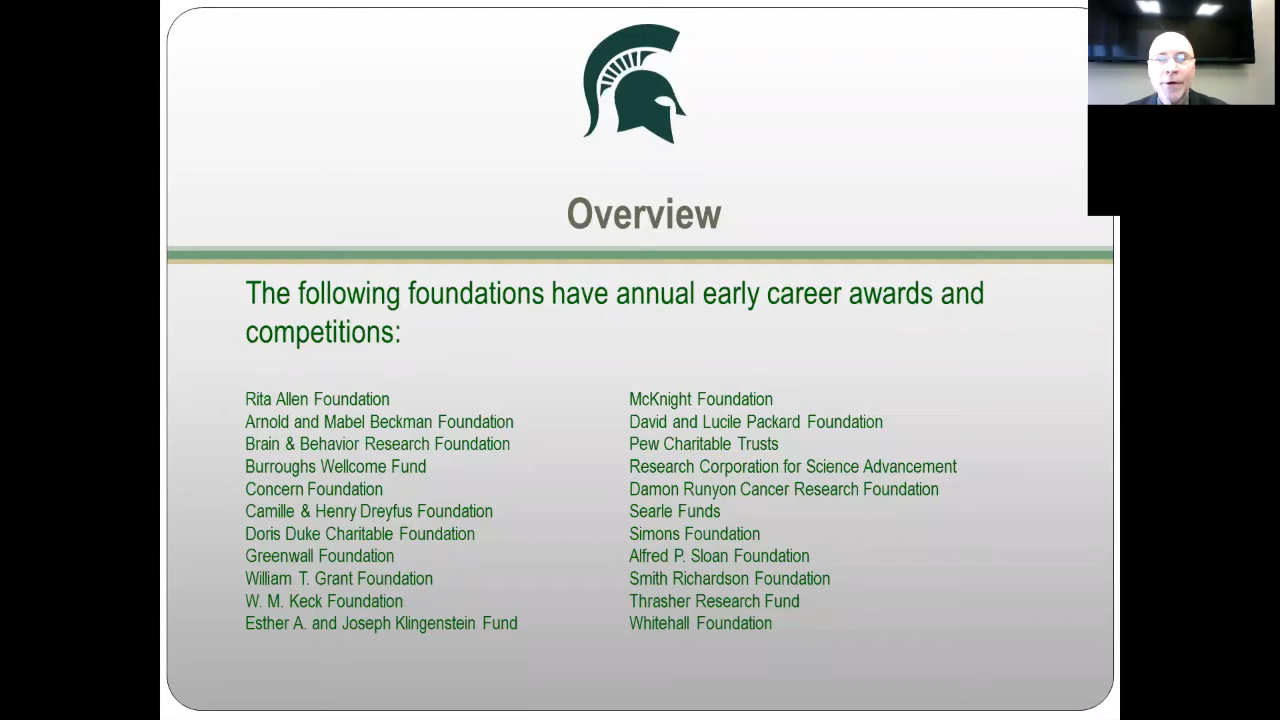 Overview
The following foundations have annual early career awards and
competitions:
Rita Allen Foundation
Arnold and Mabel Beckman Foundation
Brain & Behavior Research Foundation
Burroughs Wellcome Fund
Concern Foundation
Camille & Henry Dreyfus Foundation
Doris Duke Charitable Foundation
Greenwall Foundation
William T. Grant Foundation
W. M. Keck Foundation
Esther A. and Joseph Klingenstein Fund
McKnight Foundation
David and Lucile Packard Foundation
Pew Charitable Trusts
Research Corporation for Science Advancement
Damon Runyon Cancer Research Foundation
Searle Funds
Simons Foundation
Alfred P. Sloan Foundation
Smith Richardson Foundation
Thrasher Research Fund
Whitehall Foundation